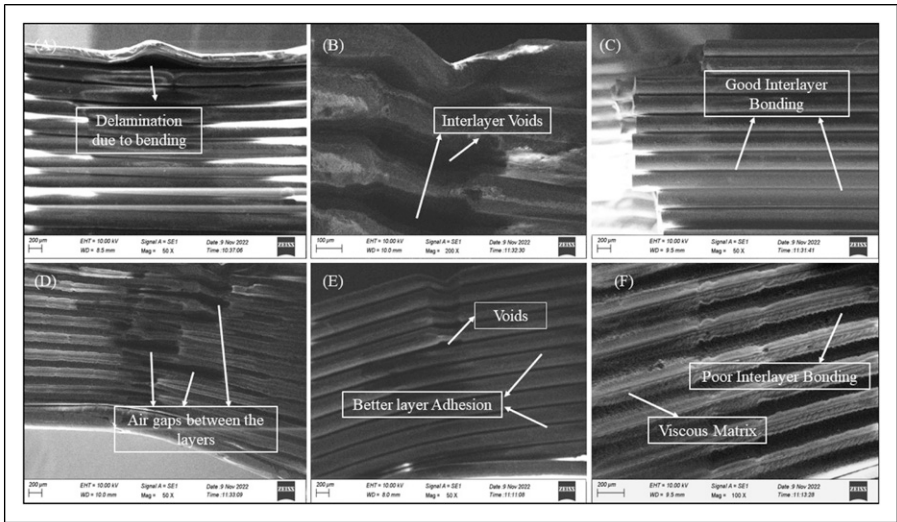 (A)
Delamination
due to bending
200 µm
EHT = 10.00 kV
Signal A = SE1
Date :9 Nov 2022
WD = 8.5 mm
Mag = 50 X
Time :10:37:06
ZEISS
(B)
Interlayer Voids
100 µm
EHT = 10.00 kV
Signal A = SE1
Date :9 Nov 2022
WD = 10.0 mm
Mag = 200 X
Time :11:32:30
ZEISS
(C)
Good Interlayer
Bonding
200 µm
EHT = 10.00 kV
Signal A = SE1
Date :9 Nov 2022
WD = 9.5 mm
Mag = 50 X
Time :11:31:41
ZEISS
(D)
Air gaps between the
layers
200 µm
EHT = 10.00 kV
Signal A = SE1
Date :9 Nov 2022
WD = 10.0 mm
Mag = 50 X
Time :11:33:09
ZEISS
(E)
Voids
Better layer Adhesion
200 µm
EHT = 10.00 kV
Signal A = SE1
Date :9 Nov 2022
WD = 8.0 mm
Mag = 50 X
Time :11:11:08
ZEISS
(F)
Poor Interlayer Bonding
Viscous Matrix
200 µm
EHT = 10.00 kV
Signal A = SE1
Date :9 Nov 2022
WD = 9.5 mm
Mag = 100 X
Time :11:13:28
ZEISS